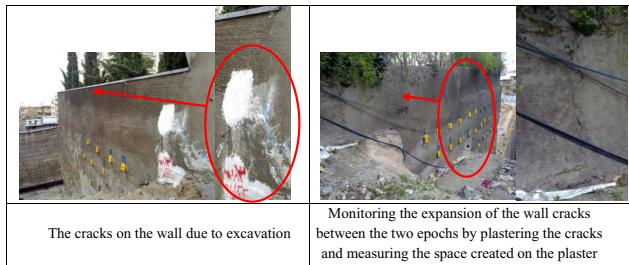 The cracks on the wall due to excavation
Monitoring the expansion of the wall cracks
between the two epochs by plastering the cracks
and measuring the space created on the plaster